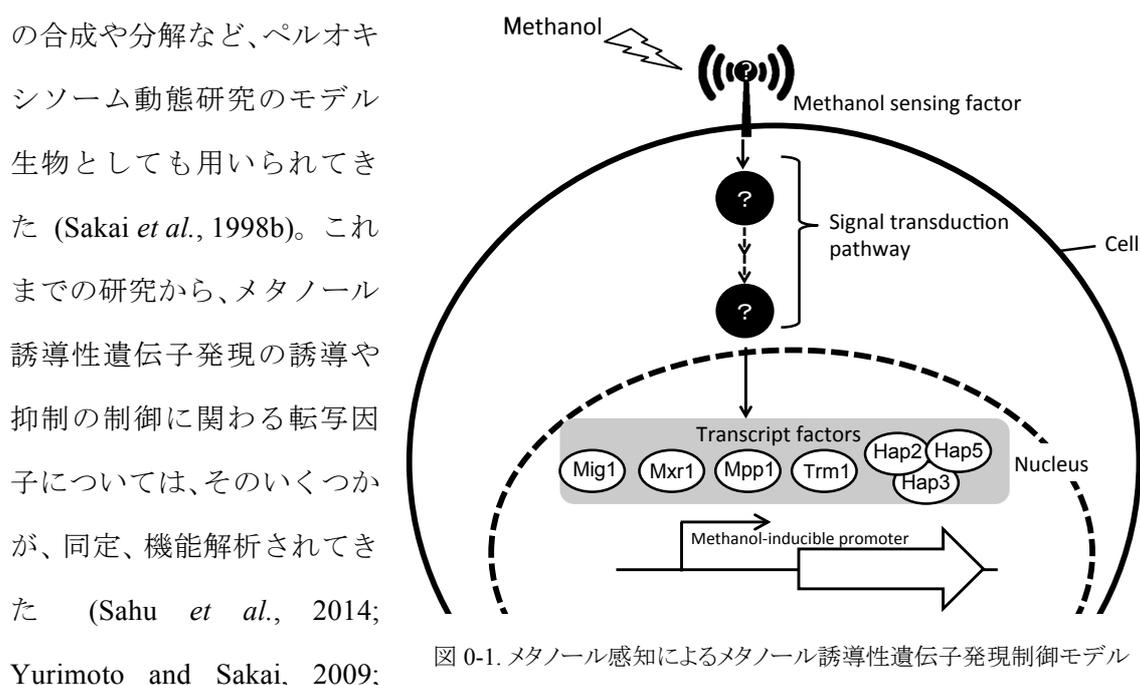 の合成や分解など、ペルオキ
シソーム動態研究のモデル
生物としても用いられてき
た (Sakai et al., 1998b)。これ
までの研究から、メタノール
誘導性遺伝子発現の誘導や
抑制の制御に関わる転写因
子については、そのいくつか
が、同定、機能解析されてき
た (Sahu et al., 2014;
Yurimoto and Sakai, 2009;
Methanol
?
Methanol sensing factor
?
Signal transduction
pathway
Cell
?
Transcript factors
Mig1
Mxr1
Mpp1
Trm1
Hap2
Hap5
Hap3
Nucleus
Methanol-inducible promoter
図 0-1. メタノール感知によるメタノール誘導性遺伝子発現制御モデル